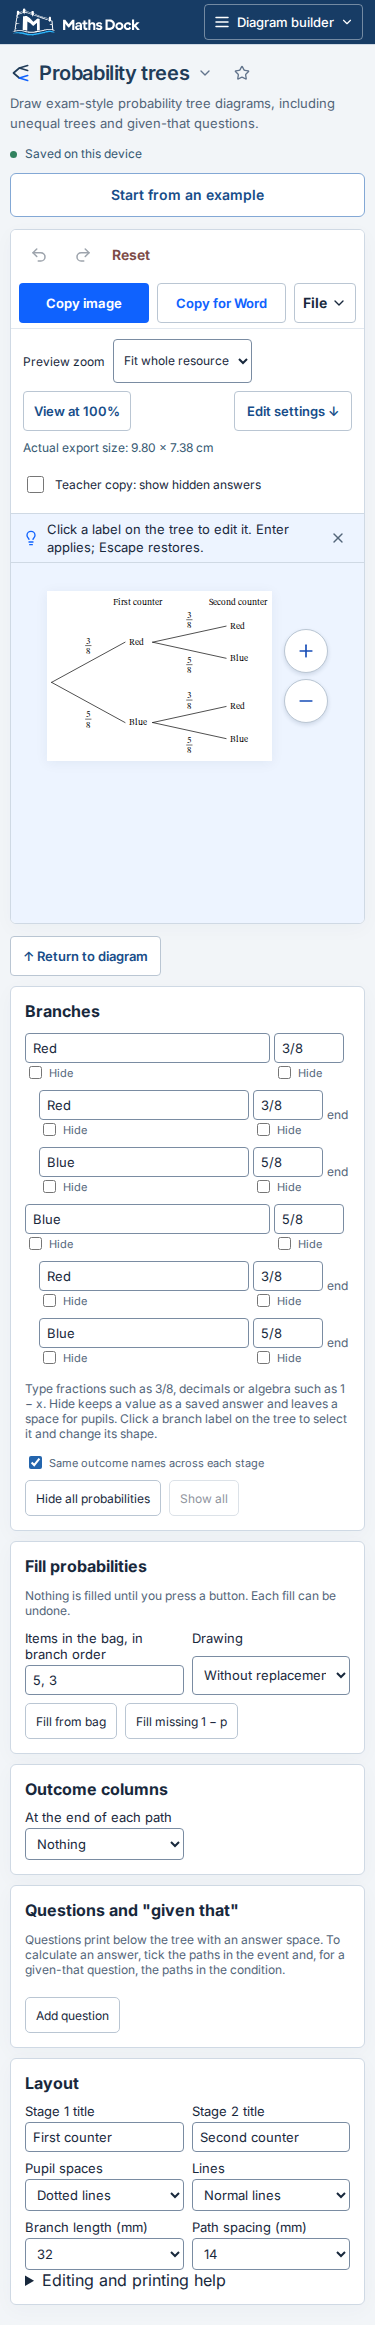 Maths Dock
Diagram builder
Probability trees
Draw exam-style probability tree diagrams, including
unequal trees and given-that questions.
Saved on this device
Start from an example
Reset
Copy image
Copy for Word
File
Preview zoom
Fit whole resource
View at 100%
Edit settings ↓
Actual export size: 9.80 × 7.38 cm
Teacher copy: show hidden answers
Click a label on the tree to edit it. Enter
applies; Escape restores.
First counter
Second counter
3/8
Red
3/8
Red
5/8
Blue
5/8
Blue
3/8
Red
5/8
Blue
+
−
↑ Return to diagram
Branches
Red
3/8
Hide
Hide
Red
3/8
end
Hide
Hide
Blue
5/8
end
Hide
Hide
Blue
5/8
Hide
Hide
Red
3/8
end
Hide
Hide
Blue
5/8
end
Hide
Hide
Type fractions such as 3/8, decimals or algebra such as 1
− x. Hide keeps a value as a saved answer and leaves a
space for pupils. Click a branch label on the tree to select
it and change its shape.
Same outcome names across each stage
Hide all probabilities
Show all
Fill probabilities
Nothing is filled until you press a button. Each fill can be
undone.
Items in the bag, in
branch order
Drawing
5, 3
Without replacemer
Fill from bag
Fill missing 1 − p
Outcome columns
At the end of each path
Nothing
Questions and "given that"
Questions print below the tree with an answer space. To
calculate an answer, tick the paths in the event and, for a
given-that question, the paths in the condition.
Add question
Layout
Stage 1 title
Stage 2 title
First counter
Second counter
Pupil spaces
Lines
Dotted lines
Normal lines
Branch length (mm)
Path spacing (mm)
32
14
Editing and printing help